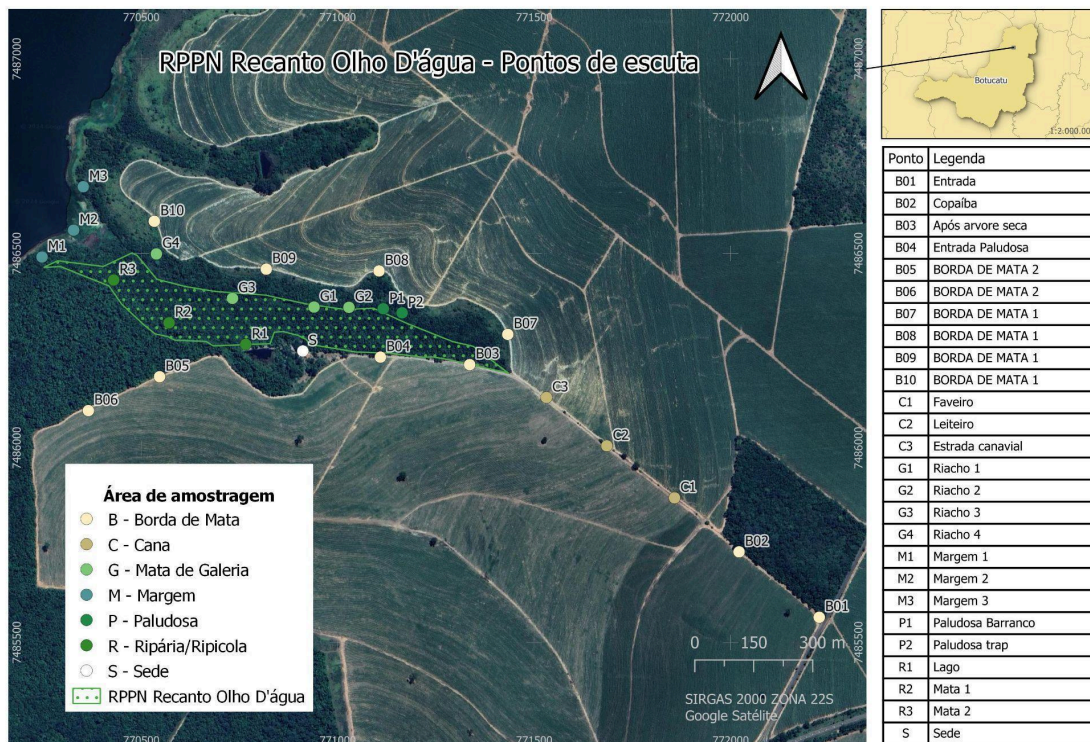 770500 771000 771500 772000
RPPN Recanto Olho D'água - Pontos de escuta
7487000
7487000
M3
B10
M2
G4
M1
7486500
7486500
B09
B08
R3
G3
G1
G2
P1
P2
R2
B07
R1
S
B04
B03
B05
C3
B06
C2
7486000
7486000
C1
B02
B01
Área de amostragem
B - Borda de Mata
C - Cana
G - Mata de Galeria
M - Margem
P - Paludosa
R - Ripária/Ripicola
S - Sede
RPPN Recanto Olho D'água
7485500
7485500
0 150 300 m
SIRGAS 2000 ZONA 22S
Google Satélite
770500 771000 771500 772000
Botucatu
1:2.000.00
Ponto Legenda
B01 Entrada
B02 Copaíba
B03 Após arvore seca
B04 Entrada Paludosa
B05 BORDA DE MATA 2
B06 BORDA DE MATA 2
B07 BORDA DE MATA 1
B08 BORDA DE MATA 1
B09 BORDA DE MATA 1
B10 BORDA DE MATA 1
C1 Faveiro
C2 Leiteiro
C3 Estrada canavial
G1 Riacho 1
G2 Riacho 2
G3 Riacho 3
G4 Riacho 4
M1 Margem 1
M2 Margem 2
M3 Margem 3
P1 Paludosa Barranco
P2 Paludosa trap
R1 Lago
R2 Mata 1
R3 Mata 2
S Sede